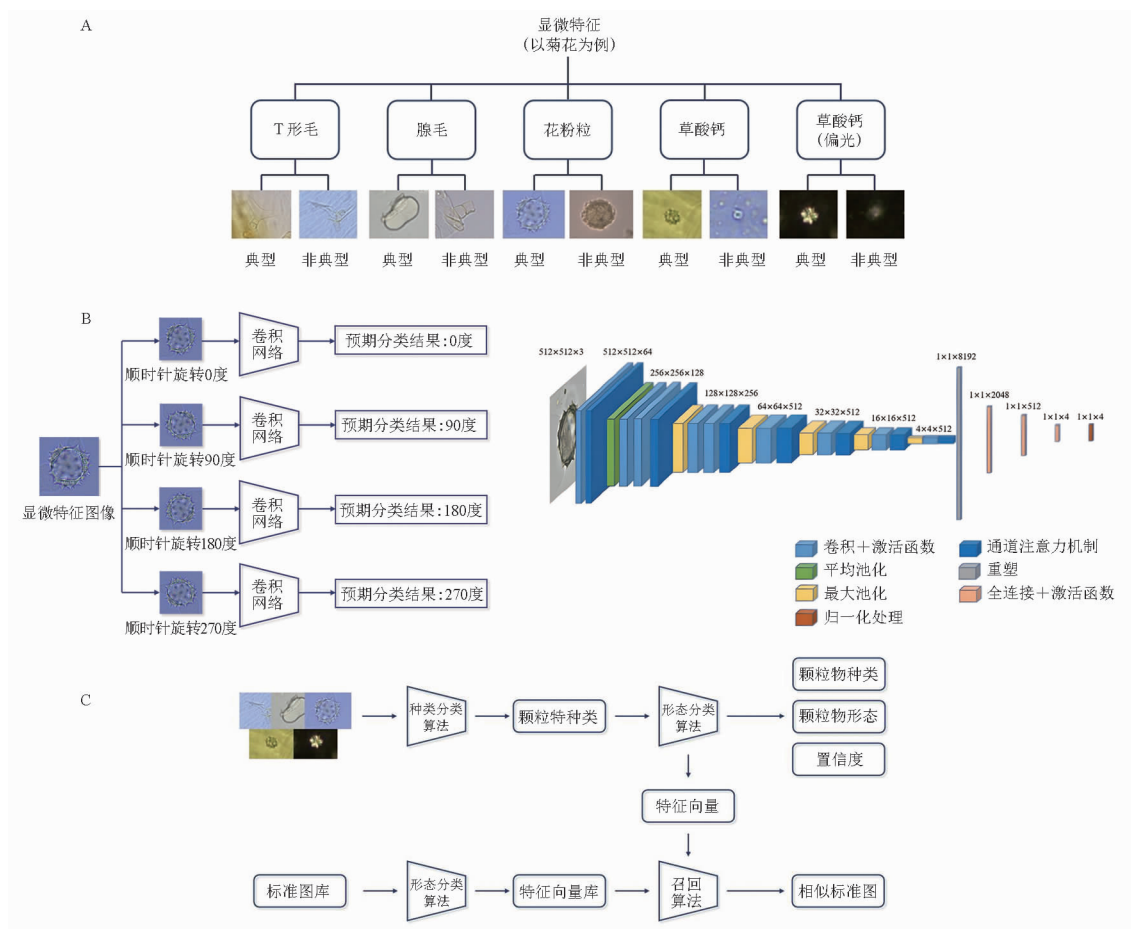 A
显微特征
(以菊花为例)
T形毛
腺毛
花粉粒
草酸钙
草酸钙
(偏光)
典型
非典型
典型
非典型
典型
非典型
典型
非典型
典型
非典型
B
显微特征图像
顺时针旋转0度
卷积
网络
预期分类结果:0度
顺时针旋转90度
卷积
网络
预期分类结果:90度
顺时针旋转180度
卷积
网络
预期分类结果:180度
顺时针旋转270度
卷积
网络
预期分类结果:270度
512×512×3
512×512×64
256×256×128
128×128×256
64×64×512
32×32×512
16×16×512
4×4×512
1×1×8192
1×1×2048
1×1×512
1×1×4
1×1×4
卷积+激活函数
平均池化
最大池化
归一化处理
通道注意力机制
重塑
全连接+激活函数
C
种类分类
算法
颗粒特种类
形态分类
算法
颗粒物种类
颗粒物形态
置信度
特征向量
标准图库
形态分类
算法
特征向量库
召回
算法
相似标准图